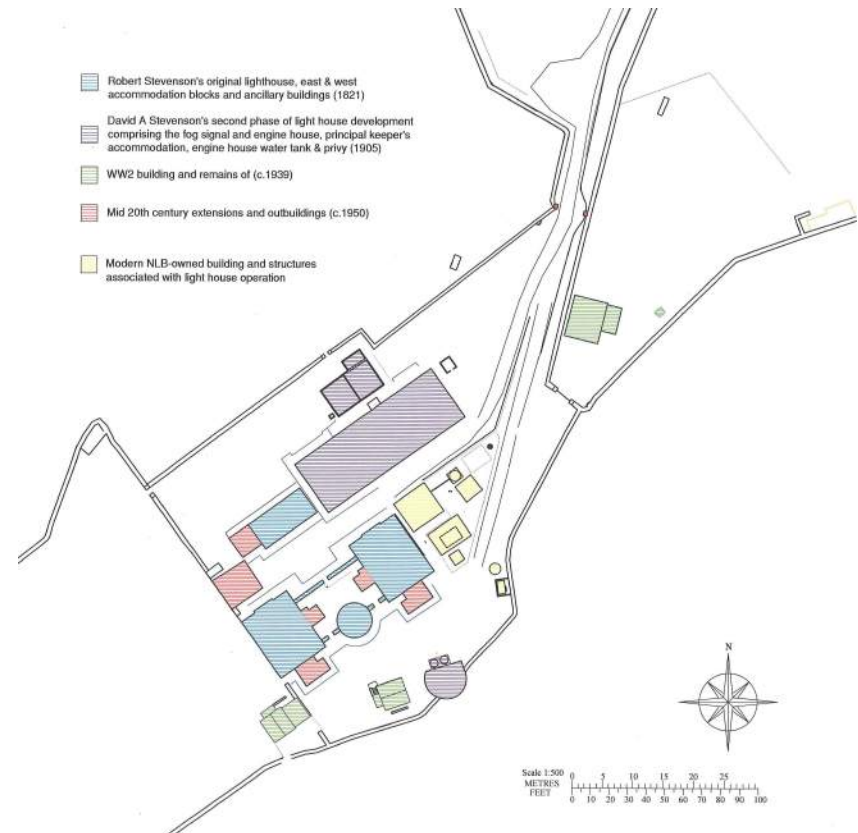 Robert Stevenson's original lighthouse, east & west
accommodation blocks and ancillary buildings (1821)
David A Stevenson's second phase of light house development
comprising the fog signal and engine house, principal keeper's
accommodation, engine house water tank & privy (1905)
WW2 building and remains of (c.1939)
Mid 20th century extensions and outbuildings (c.1950)
Modern NLB-owned building and structures
associated with light house operation
N
Scale 1:500
METRES
0 5 10 15 20 25
FEET
0 10 20 30 40 50 60 70 80 90 100